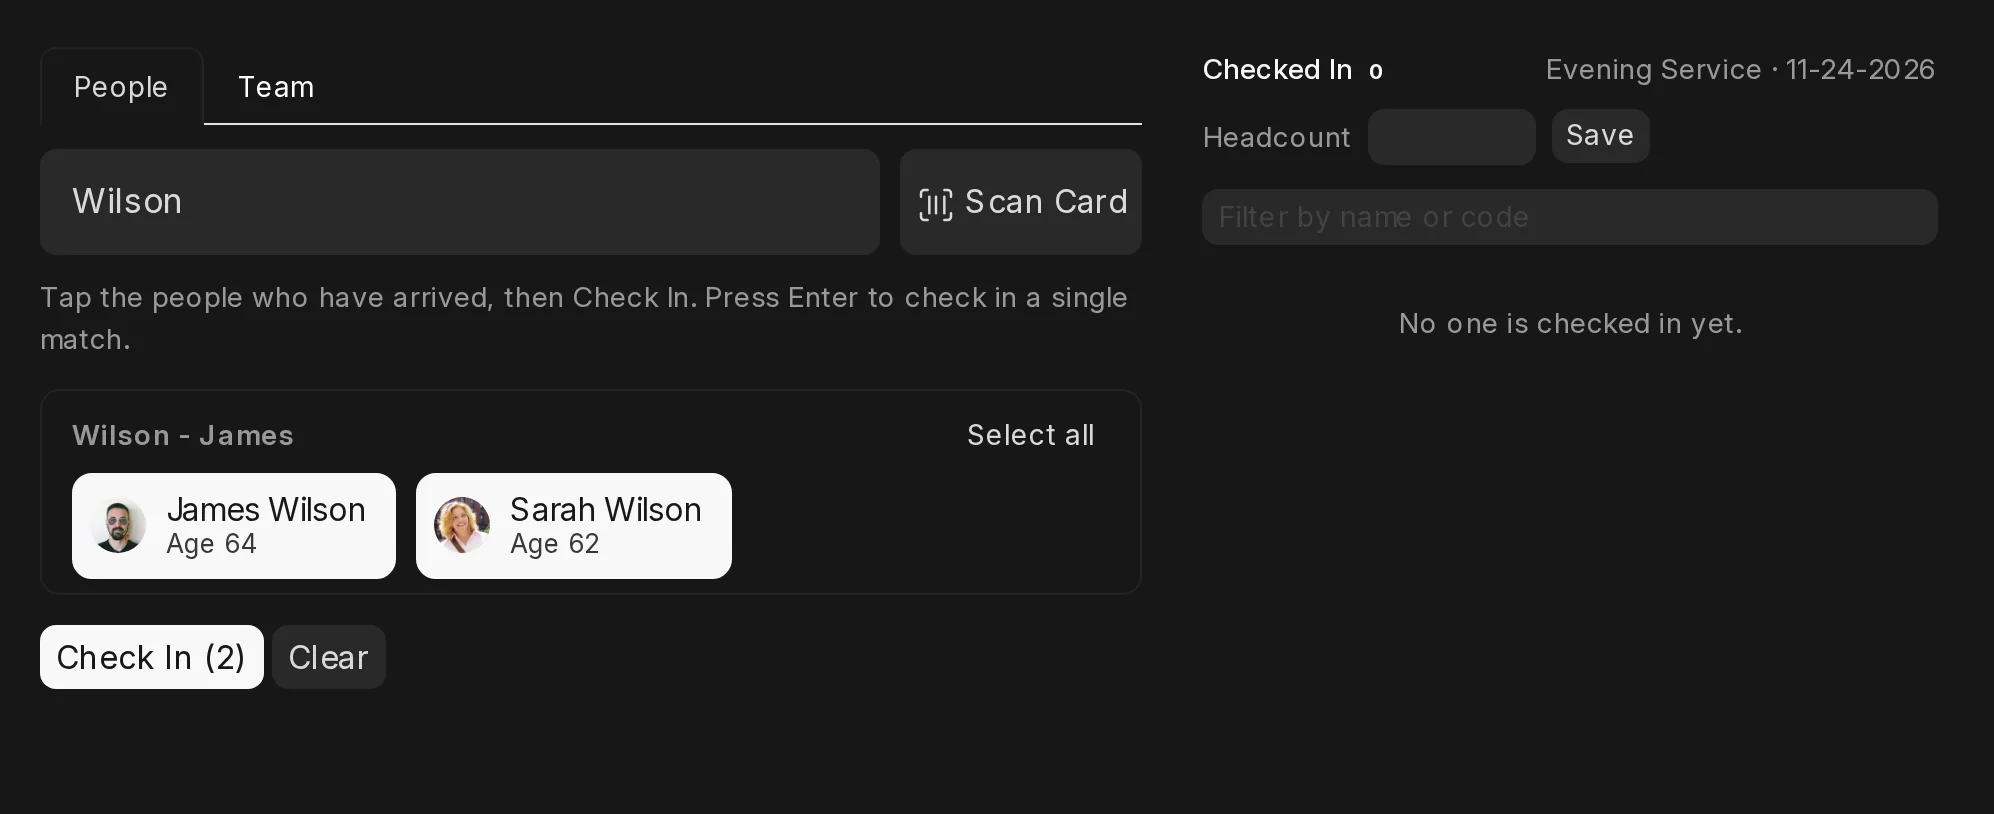 People
Team
Wilson
Scan Card
Tap the people who have arrived, then Check In. Press Enter to check in a single
match.
Wilson - James
Select all
James Wilson
Age 64
Sarah Wilson
Age 62
Check In (2)
Clear
Checked In 0
Evening Service · 11-24-2026
Headcount
Save
Filter by name or code
No one is checked in yet.